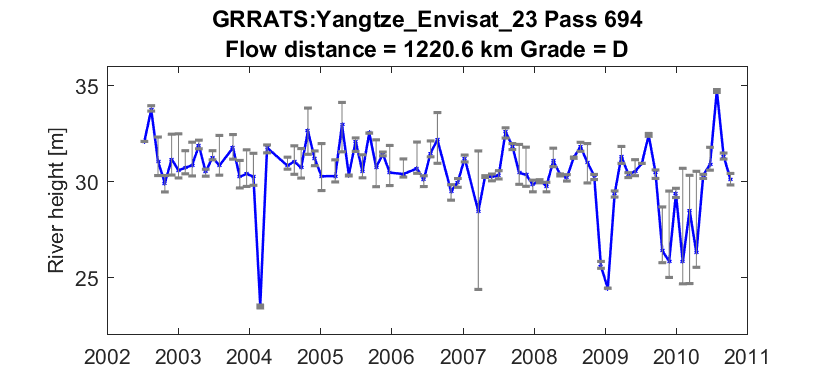 GRRATS:Yangtze_Envisat_23 Pass 694
Flow distance = 1220.6 km Grade = D
River height [m]
35
30
25
2002 2003 2004 2005 2006 2007 2008 2009 2010 2011